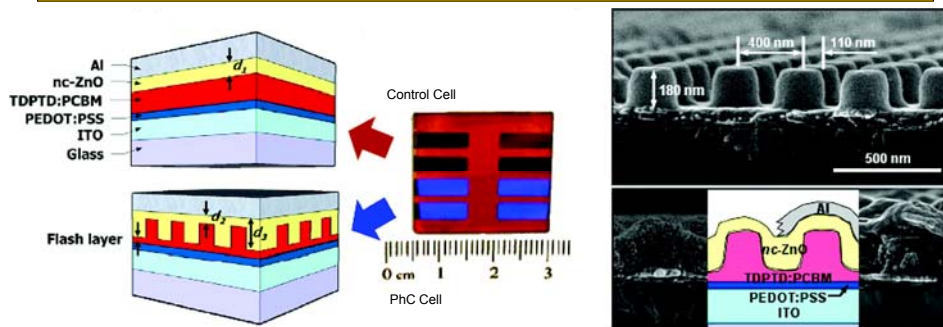 Al
nc-ZnO
TDPTD:PCBM
PEDOT:PSS
ITO
Glass
d₁
Control Cell
Flash layer
d₂
d₃
0 cm 1 2 3
PhC Cell
400 nm
110 nm
180 nm
500 nm
Al
nc-ZnO
TDPTD:PCBM
PEDOT:PSS
ITO